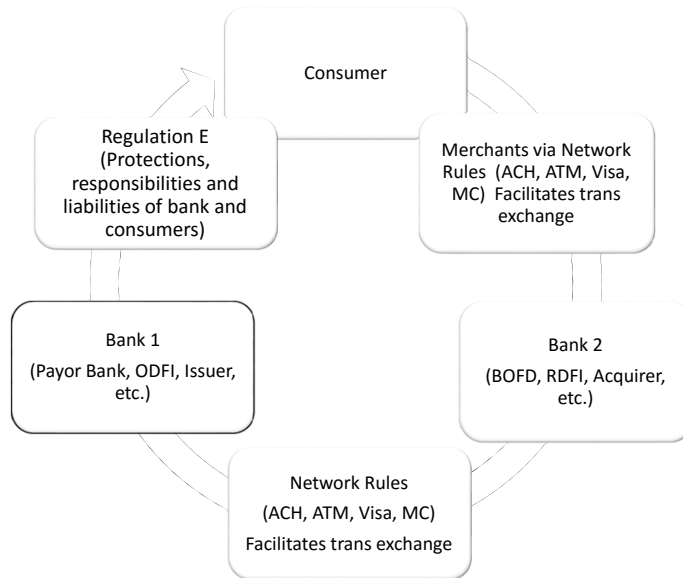 Consumer
Merchants via Network
Rules (ACH, ATM, Visa,
MC) Facilitates trans
exchange
Bank 2
(BOFD, RDFI, Acquirer,
etc.)
Network Rules
(ACH, ATM, Visa, MC)
Facilitates trans exchange
Bank 1
(Payor Bank, ODFI, Issuer,
etc.)
Regulation E
(Protections,
responsibilities and
liabilities of bank and
consumers)